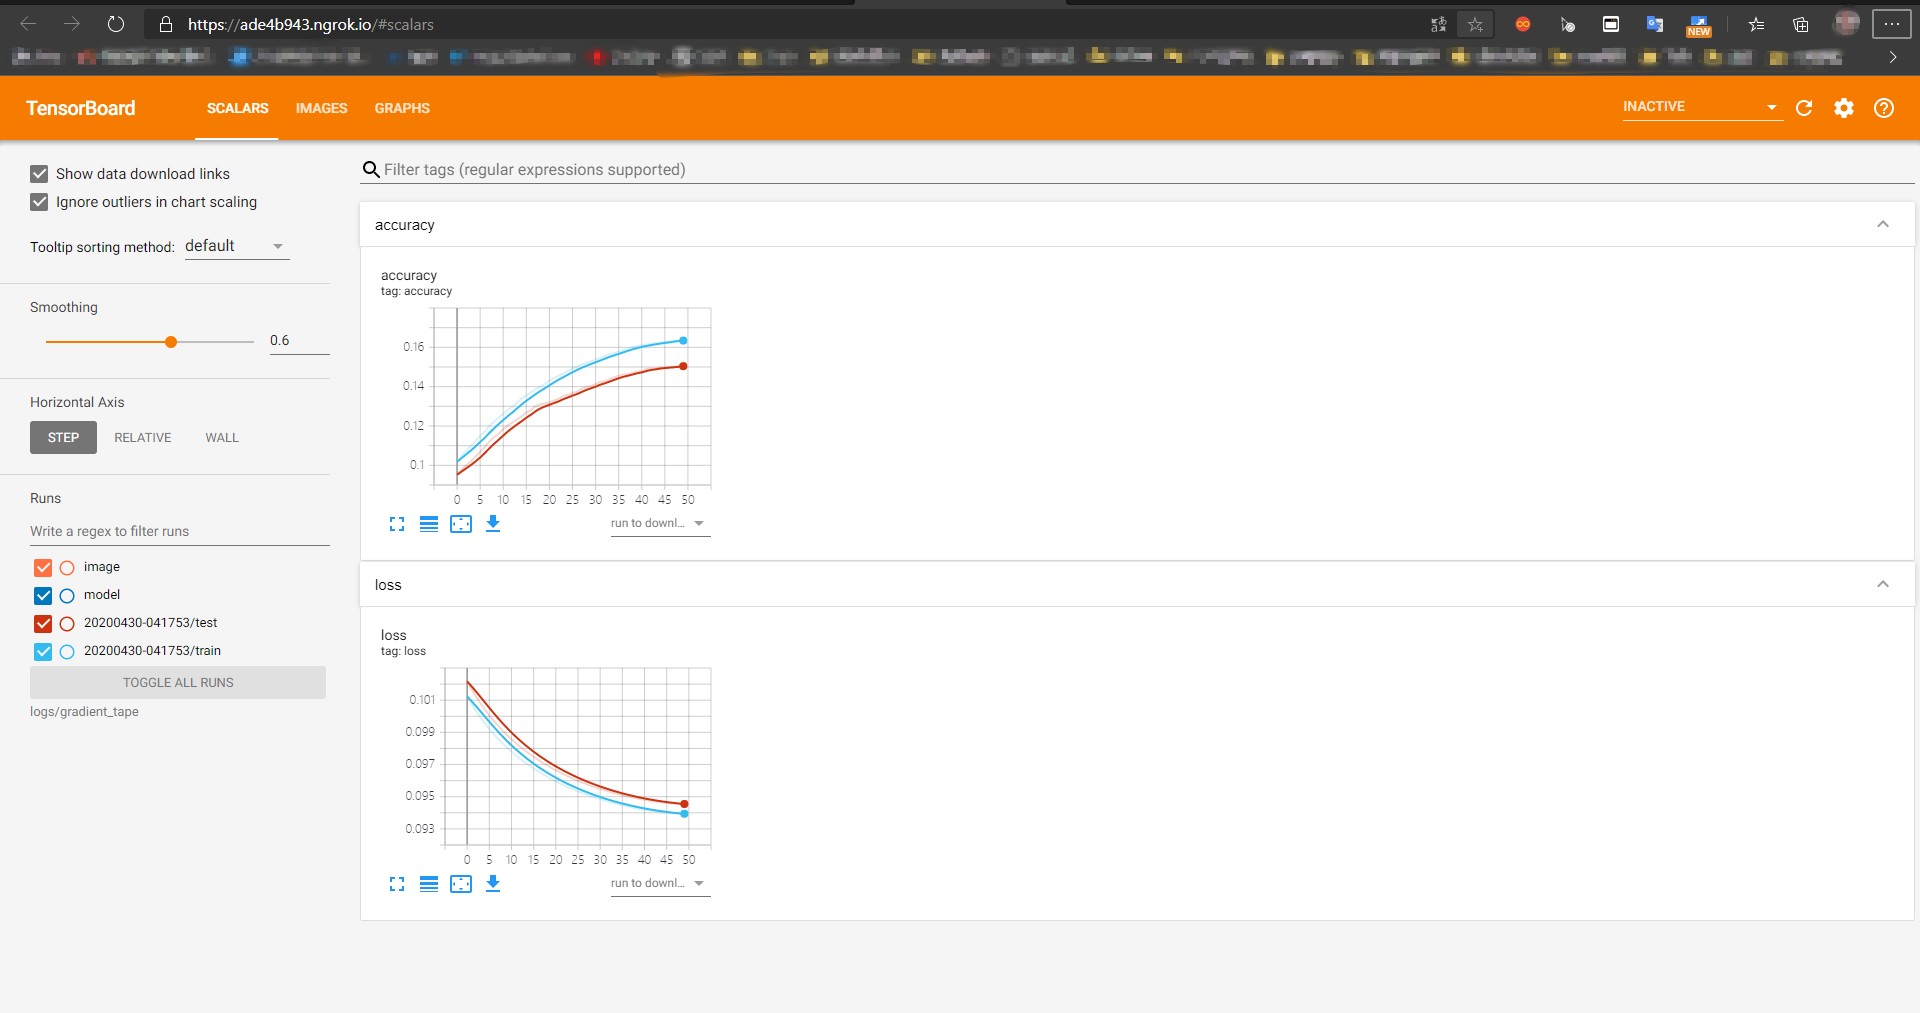 https://ade4b943.ngrok.io/#scalars
NEW
TensorBoard
SCALARS IMAGES GRAPHS
INACTIVE
Show data download links
Ignore outliers in chart scaling
Tooltip sorting method: default
Smoothing
0.6
Horizontal Axis
STEP RELATIVE WALL
Runs
Write a regex to filter runs
image
model
20200430-041753/test
20200430-041753/train
TOGGLE ALL RUNS
logs/gradient_tape
Filter tags (regular expressions supported)
accuracy
accuracy
tag: accuracy
0.16
0.14
0.12
0.1
0 5 10 15 20 25 30 35 40 45 50
run to downl...
loss
loss
tag: loss
0.101
0.099
0.097
0.095
0.093
0 5 10 15 20 25 30 35 40 45 50
run to downl...